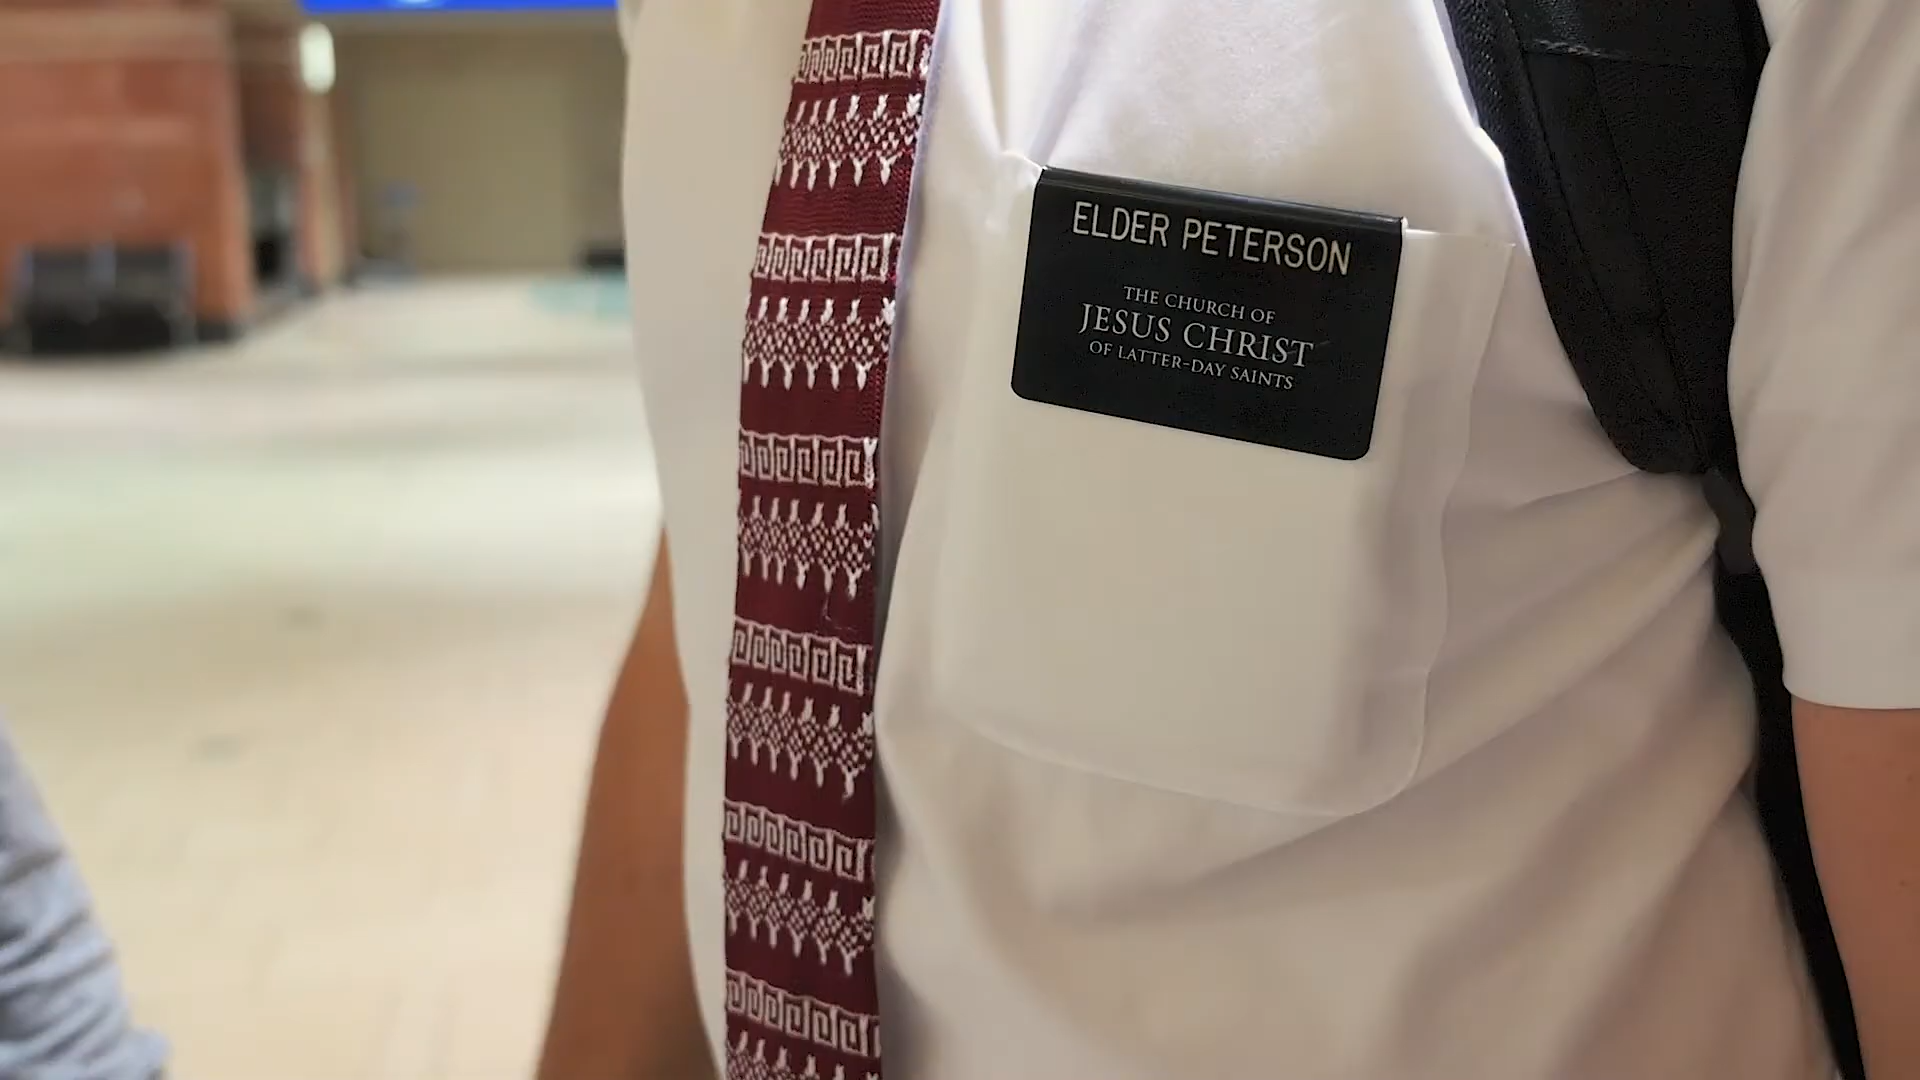 ELDER PETERSON
THE CHURCH OF
JESUS CHRIST
OF LATTER-DAY SAINTS